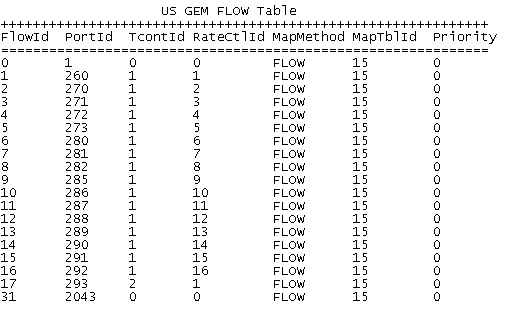 US GEM FLOW Table
+++++++++++++++++++++++++++++++++++++++++++++++++++++++++++++
FlowId PortId TcontId RateCtlId MapMethod MapTblId Priority
=============================================================
0 1 0 0 FLOW 15 0
1 260 1 1 FLOW 15 0
2 270 1 2 FLOW 15 0
3 271 1 3 FLOW 15 0
4 272 1 4 FLOW 15 0
5 273 1 5 FLOW 15 0
6 280 1 6 FLOW 15 0
7 281 1 7 FLOW 15 0
8 282 1 8 FLOW 15 0
9 285 1 9 FLOW 15 0
10 286 1 10 FLOW 15 0
11 287 1 11 FLOW 15 0
12 288 1 12 FLOW 15 0
13 289 1 13 FLOW 15 0
14 290 1 14 FLOW 15 0
15 291 1 15 FLOW 15 0
16 292 1 16 FLOW 15 0
17 293 2 1 FLOW 15 0
31 2043 0 0 FLOW 15 0